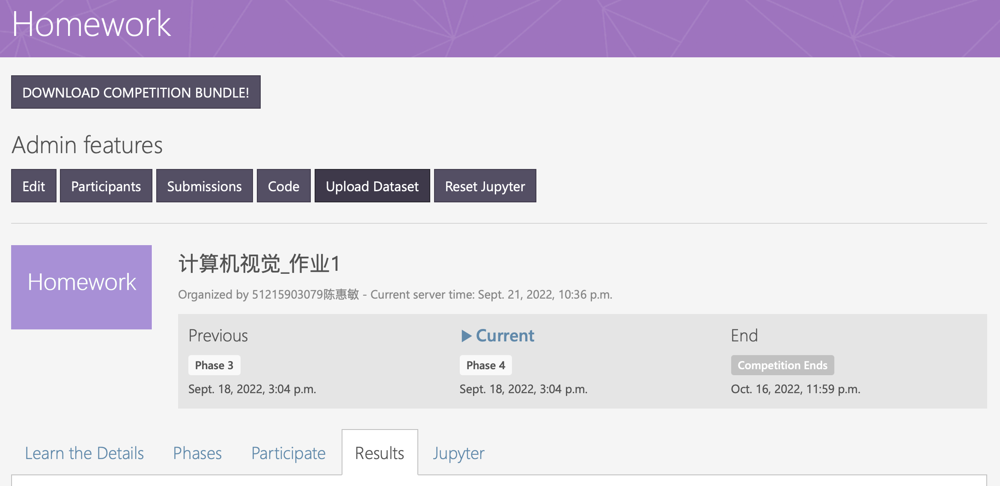 Homework
DOWNLOAD COMPETITION BUNDLE!
Admin features
Edit Participants Submissions Code Upload Dataset Reset Jupyter
Homework
计算机视觉_作业1
Organized by 51215903079陈惠敏 - Current server time: Sept. 21, 2022, 10:36 p.m.
Previous
Phase 3
Sept. 18, 2022, 3:04 p.m.
Current
Phase 4
Sept. 18, 2022, 3:04 p.m.
End
Competition Ends
Oct. 16, 2022, 11:59 p.m.
Learn the Details Phases Participate Results Jupyter